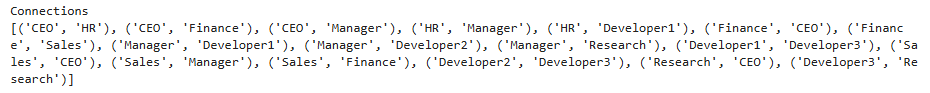 Connections
[('CEO', 'HR'), ('CEO', 'Finance'), ('CEO', 'Manager'), ('HR', 'Manager'), ('HR', 'Developer1'), ('Finance', 'CEO'), ('Financ
e', 'Sales'), ('Manager', 'Developer1'), ('Manager', 'Developer2'), ('Manager', 'Research'), ('Developer1', 'Developer3'), ('Sa
les', 'CEO'), ('Sales', 'Manager'), ('Sales', 'Finance'), ('Developer2', 'Developer3'), ('Research', 'CEO'), ('Developer3', 'Re
search')]